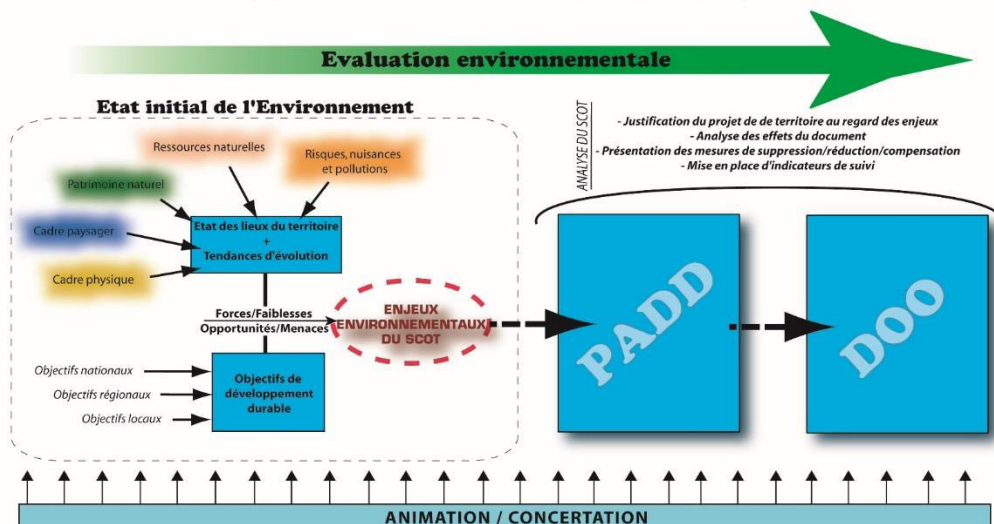 Evaluation environnementale
Etat initial de l'Environnement
Ressources naturelles
Risques, nuisances
et pollutions
Patrimoine naturel
Cadre paysager
Cadre physique
Etat des lieux du territoire
+
Tendances d'évolution
Forces/Faiblesses
Opportunités/Menaces
ENJEUX
ENVIRONNEMENTAUX
DU SCOT
Objectifs nationaux
Objectifs régionaux
Objectifs locaux
Objectifs de
développement
durable
ANALYSE DU SCOT
- Justification du projet de de territoire au regard des enjeux
- Analyse des effets du document
- Présentation des mesures de suppression/réduction/compensation
- Mise en place d'indicateurs de suivi
PADD
DOO
ANIMATION / CONCERTATION